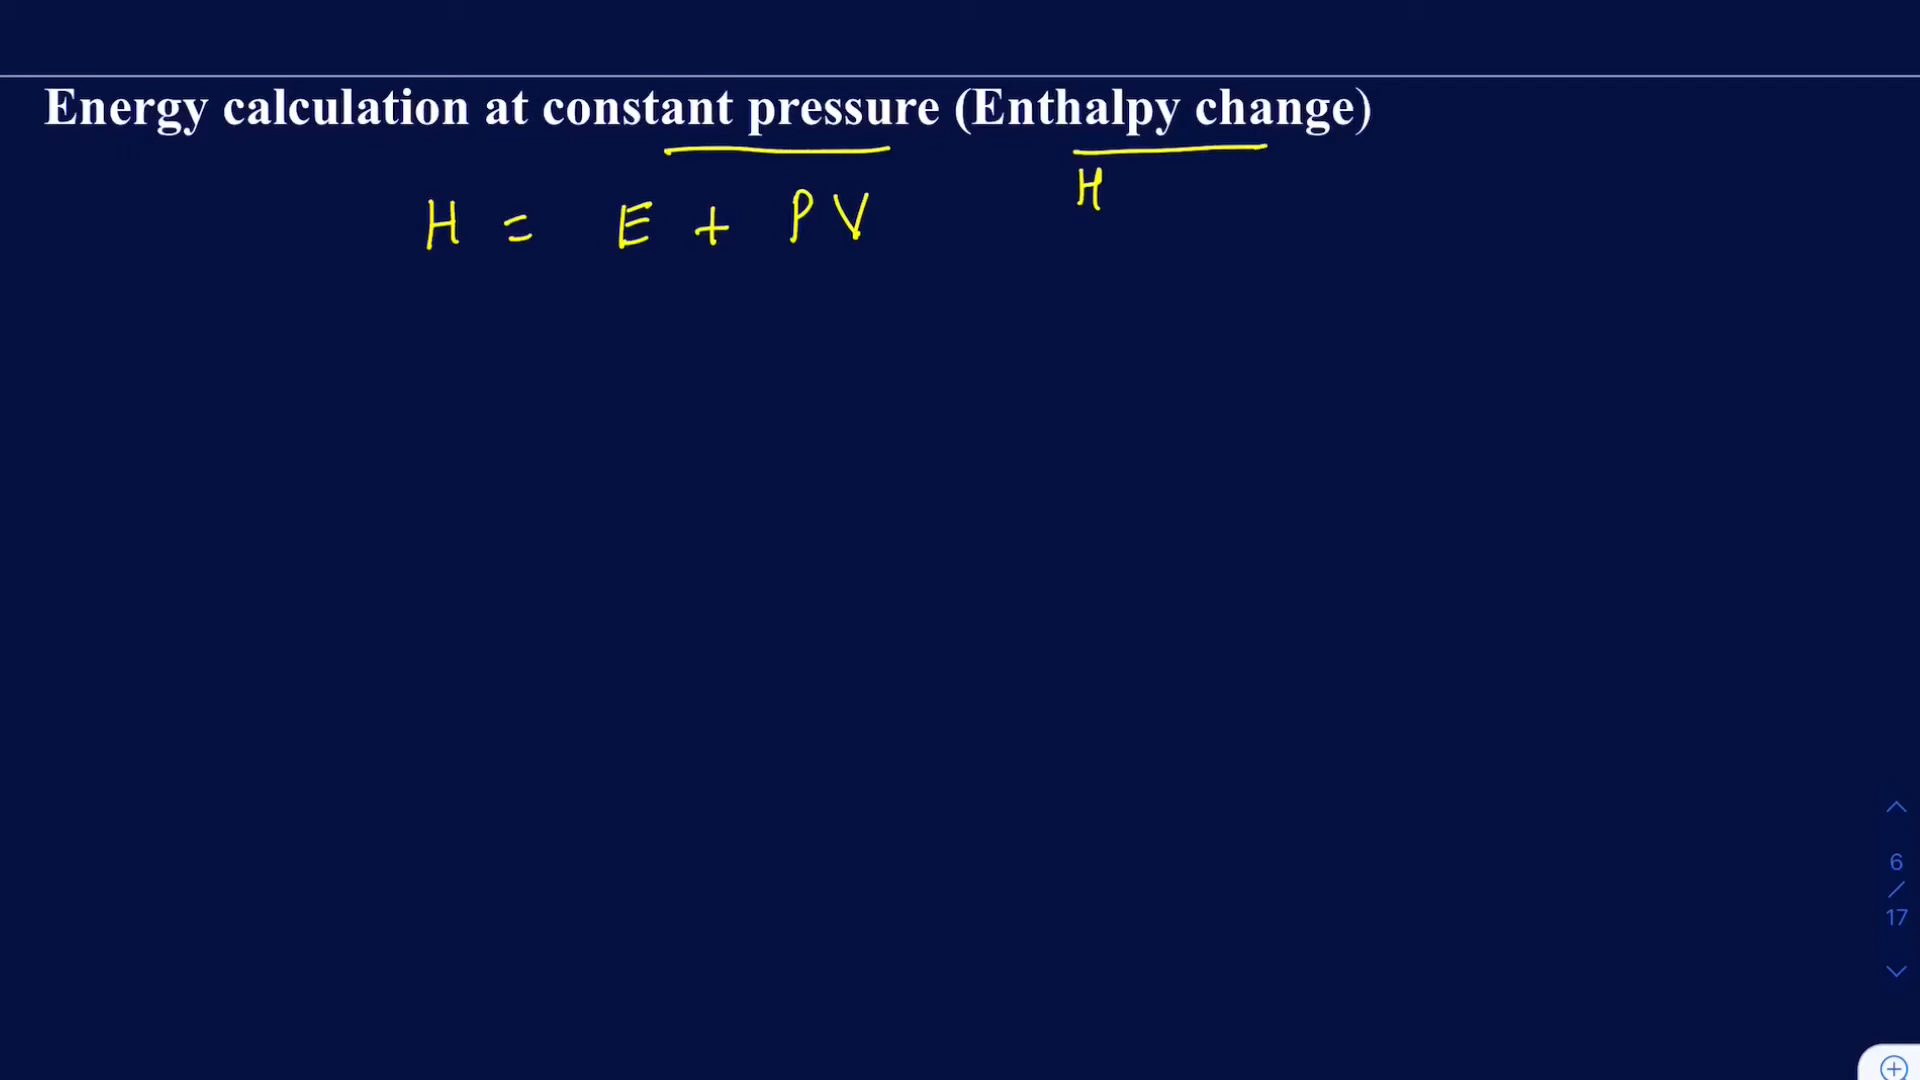 Energy calculation at constant pressure (Enthalpy change)
H
H = E + PV
6
/
17